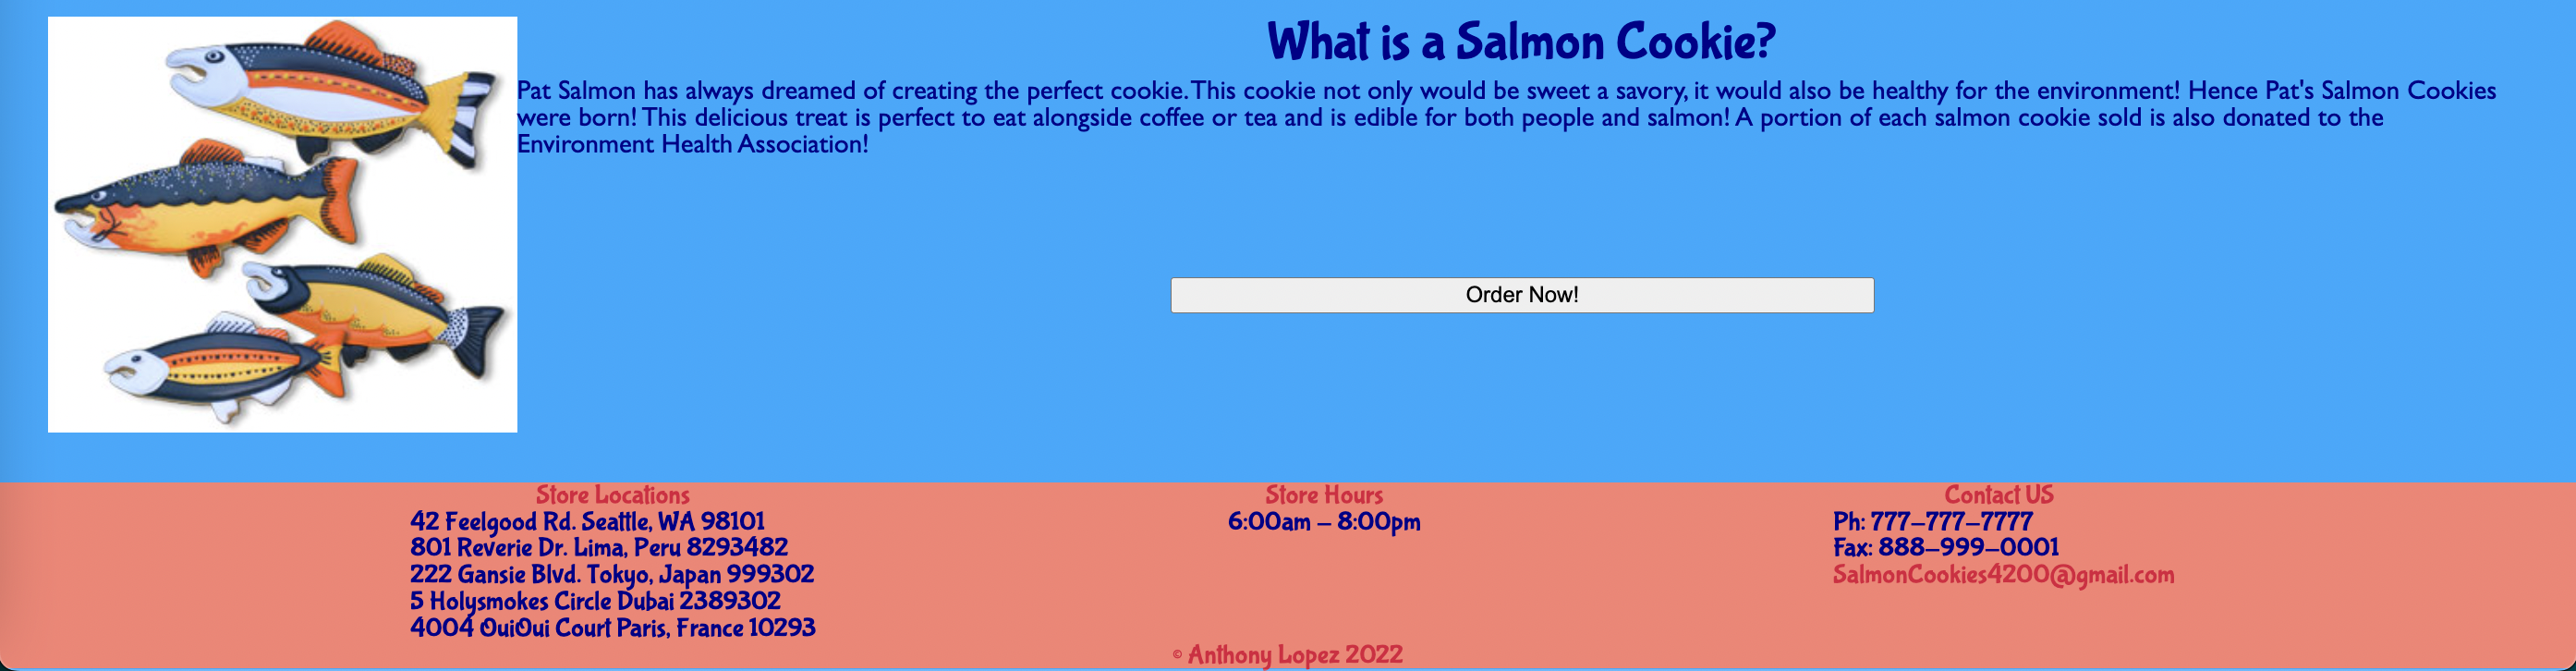 What is a Salmon Cookie?
Pat Salmon has always dreamed of creating the perfect cookie. This cookie not only would be sweet a savory, it would also be healthy for the environment! Hence Pat's Salmon Cookies
were born! This delicious treat is perfect to eat alongside coffee or tea and is edible for both people and salmon! A portion of each salmon cookie sold is also donated to the
Environment Health Association!
Order Now!
Store Locations
42 Feelgood Rd. Seattle, WA 98101
801 Reverie Dr. Lima, Peru 8293482
222 Gansie Blvd. Tokyo, Japan 999302
5 Holysmokes Circle Dubai 2389302
4004 OuiOui Court Paris, France 10293
Store Hours
6:00am - 8:00pm
Contact US
Ph: 777-777-7777
Fax: 888-999-0001
SalmonCookies4200@gmail.com
© Anthony Lopez 2022